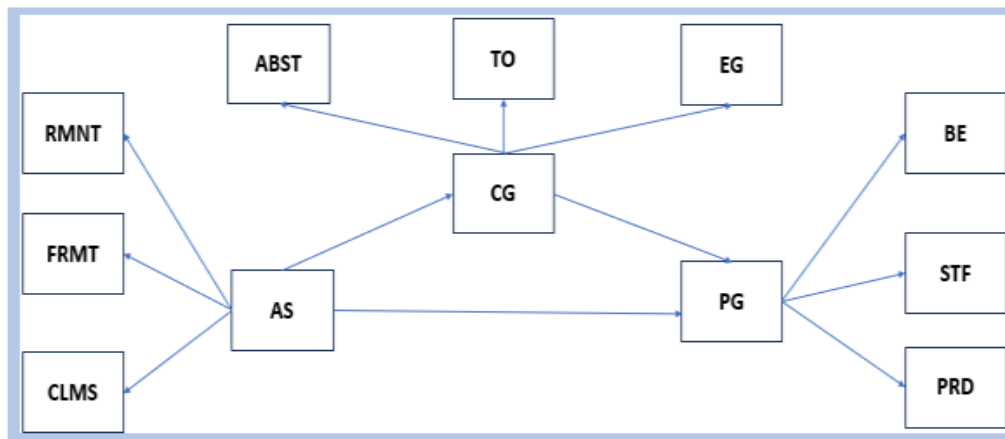 ABST
TO
EG
RMNT
BE
CG
FRMT
STF
AS
PG
CLMS
PRD